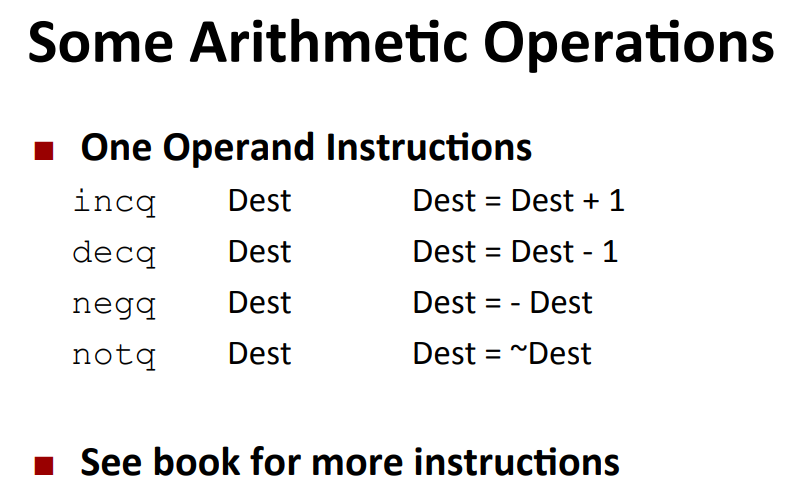 Some Arithmetic Operations
■ One Operand Instructions
incq Dest Dest = Dest + 1
decq Dest Dest = Dest - 1
negq Dest Dest = - Dest
notq Dest Dest = ~Dest
■ See book for more instructions